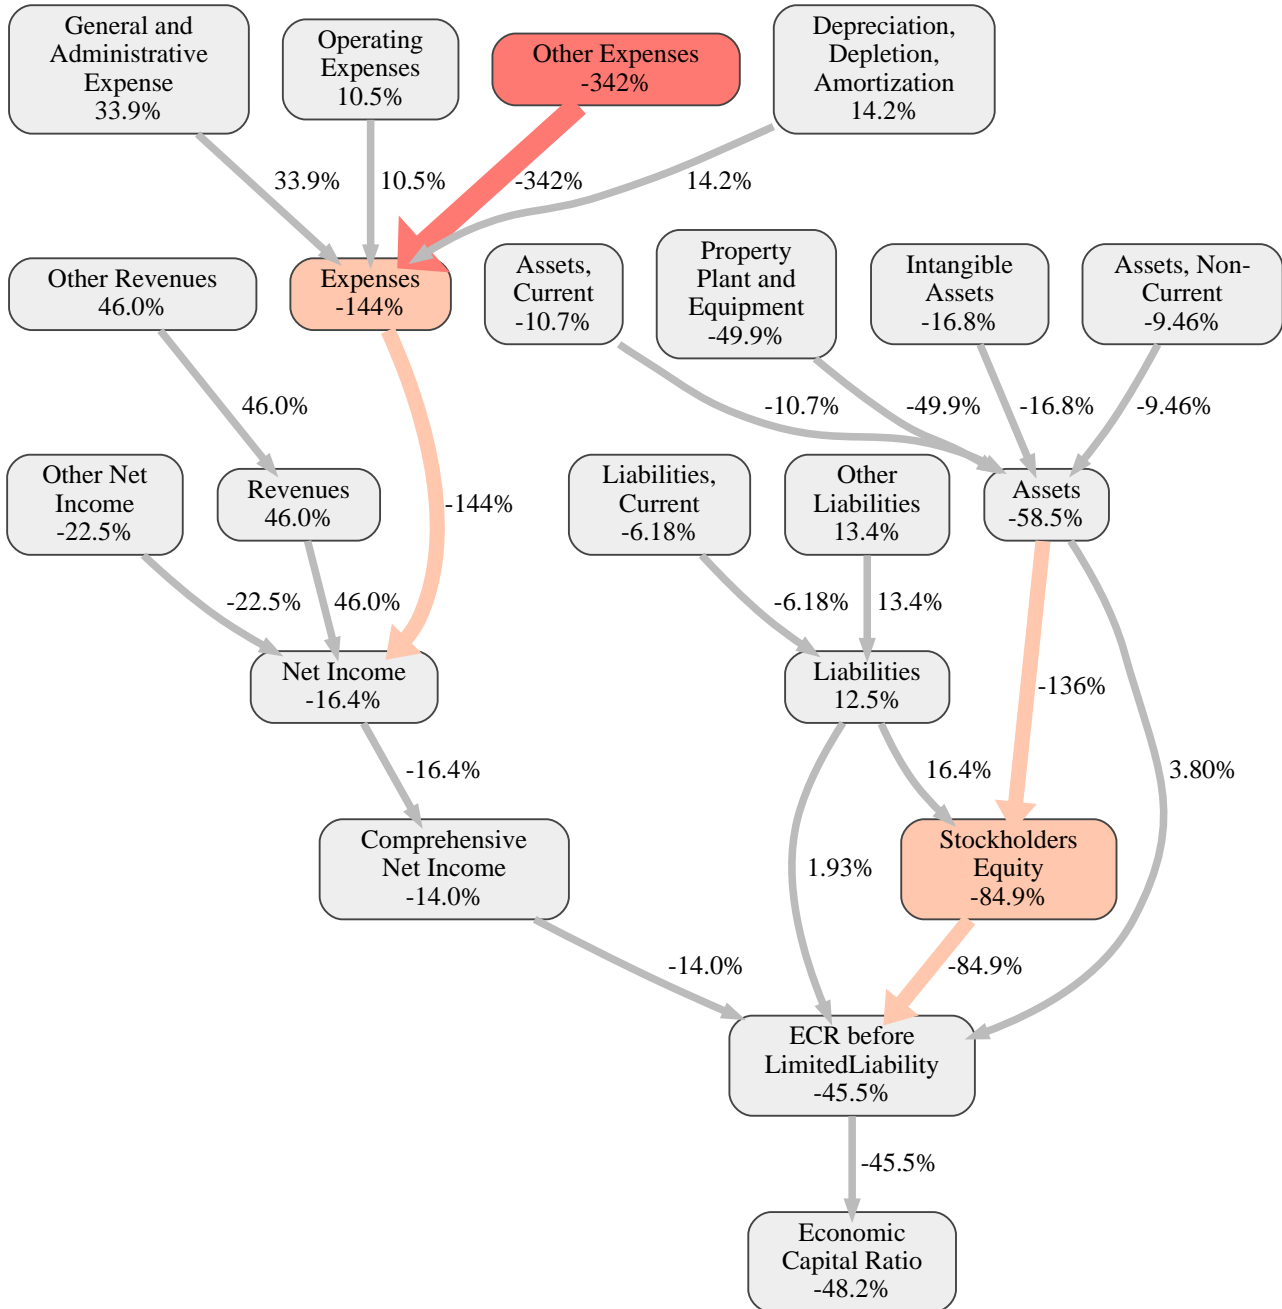 General and
Administrative
Expense
33.9%
Operating
Expenses
10.5%
Other Expenses
-342%
Depreciation,
Depletion,
Amortization
14.2%
33.9%
10.5%
-342%
14.2%
Other Revenues
46.0%
Expenses
-144%
Assets,
Current
-10.7%
Property
Plant and
Equipment
-49.9%
Intangible
Assets
-16.8%
Assets, Non-
Current
-9.46%
46.0%
-10.7%
-49.9%
-16.8%
-9.46%
Other Net
Income
-22.5%
Revenues
46.0%
-144%
Liabilities,
Current
-6.18%
Other
Liabilities
13.4%
Assets
-58.5%
-22.5%
46.0%
-6.18%
13.4%
Net Income
-16.4%
Liabilities
12.5%
-136%
-16.4%
16.4%
3.80%
Comprehensive
Net Income
-14.0%
1.93%
Stockholders
Equity
-84.9%
-14.0%
-84.9%
ECR before
LimitedLiability
-45.5%
-45.5%
Economic
Capital Ratio
-48.2%